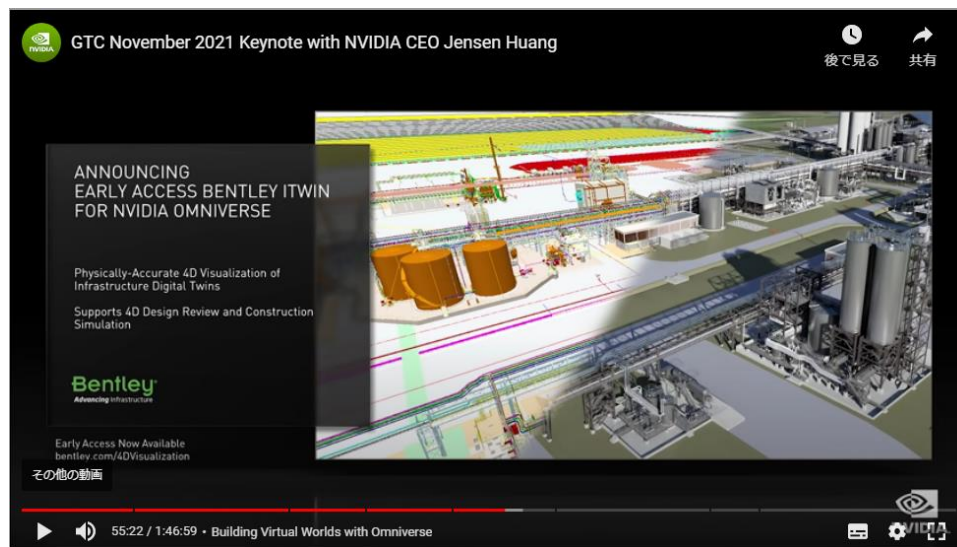 NVIDIA
GTC November 2021 Keynote with NVIDIA CEO Jensen Huang
後で見る
共有
ANNOUNCING
EARLY ACCESS BENTLEY ITWIN
FOR NVIDIA OMNIVERSE
Physically-Accurate 4D Visualization of
Infrastructure Digital Twins
Supports 4D Design Review and Construction
Simulation
Bentley
Advancing Infrastructure
Early Access Now Available
bentley.com/4DVisualization
その他の動画
55:22 / 1:46:59 • Building Virtual Worlds with Omniverse
NVIDIA.